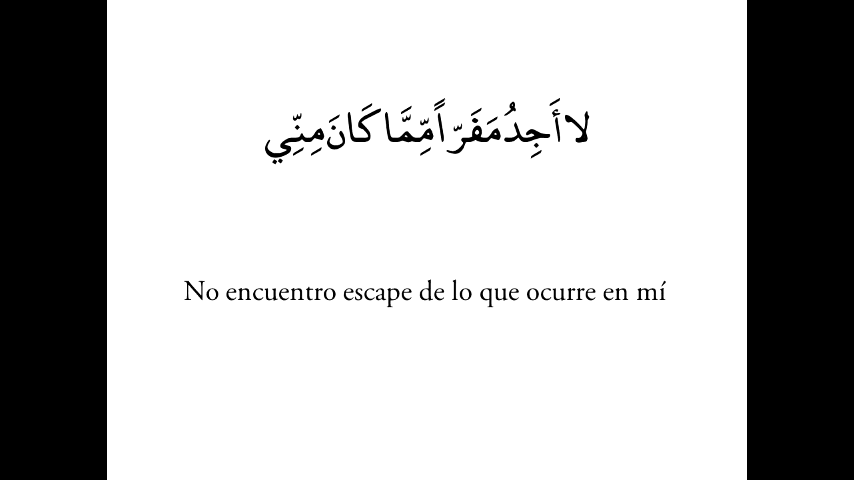 لا أَجِدُ مَفَرّاً مِّمَّا كَانَ مِنِّي
No encuentro escape de lo que ocurre en mí